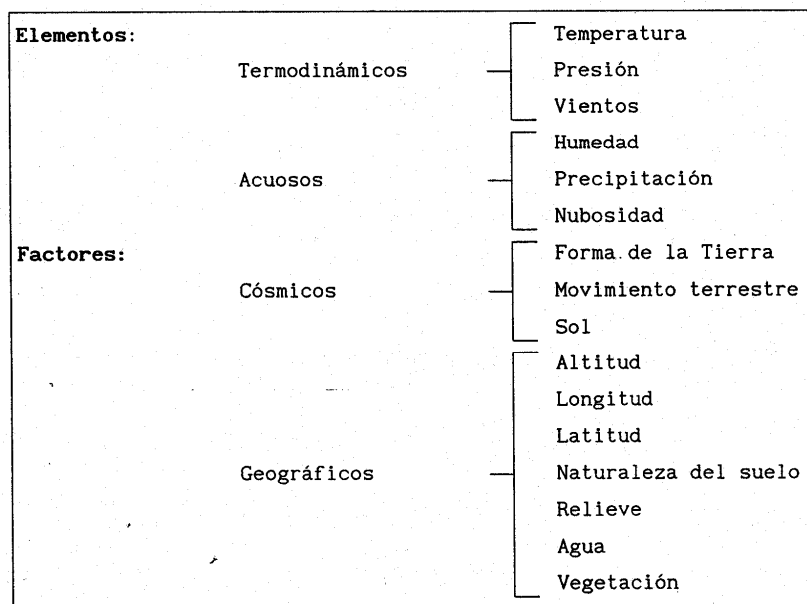 Elementos:
Temperatura
Termodinámicos
Presión
Vientos
Humedad
Acuosos
Precipitación
Nubosidad
Factores:
Forma de la Tierra
Cósmicos
Movimiento terrestre
Sol
Altitud
Longitud
Latitud
Geográficos
Naturaleza del suelo
Relieve
Agua
Vegetación